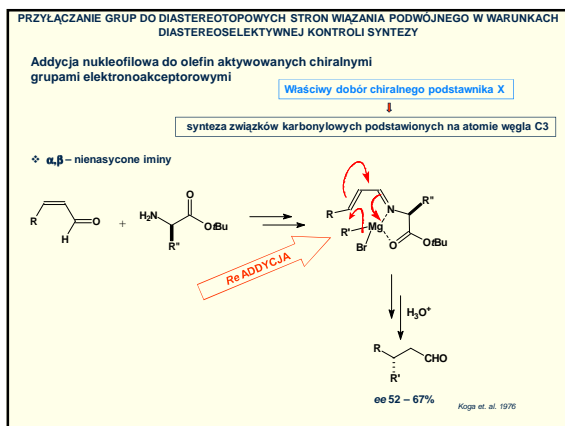 PRZYŁĄCZANIE GRUP DO DIASTEREOTOPOWYCH STRON WIĄZANIA PODWÓJNEGO W WARUNKACH
DIASTEREOSELEKTYWNEJ KONTROLI SYNTEZY
Addycja nukleofilowa do olefin aktywowanych chiralnymi
grupami elektronoakceptorowymi
Właściwy dobór chiralnego podstawnika X
synteza związków karbonylowych podstawionych na atomie węgla C3
❖ α,β – nienasycone iminy
R
O
H
+
H2N
O
OtBu
R"
Re ADDYCJA
R
N
R"
R'
Mg
Br
O
OtBu
H3O+
R
CHO
R'
ee 52 – 67%
Koga et. al. 1976